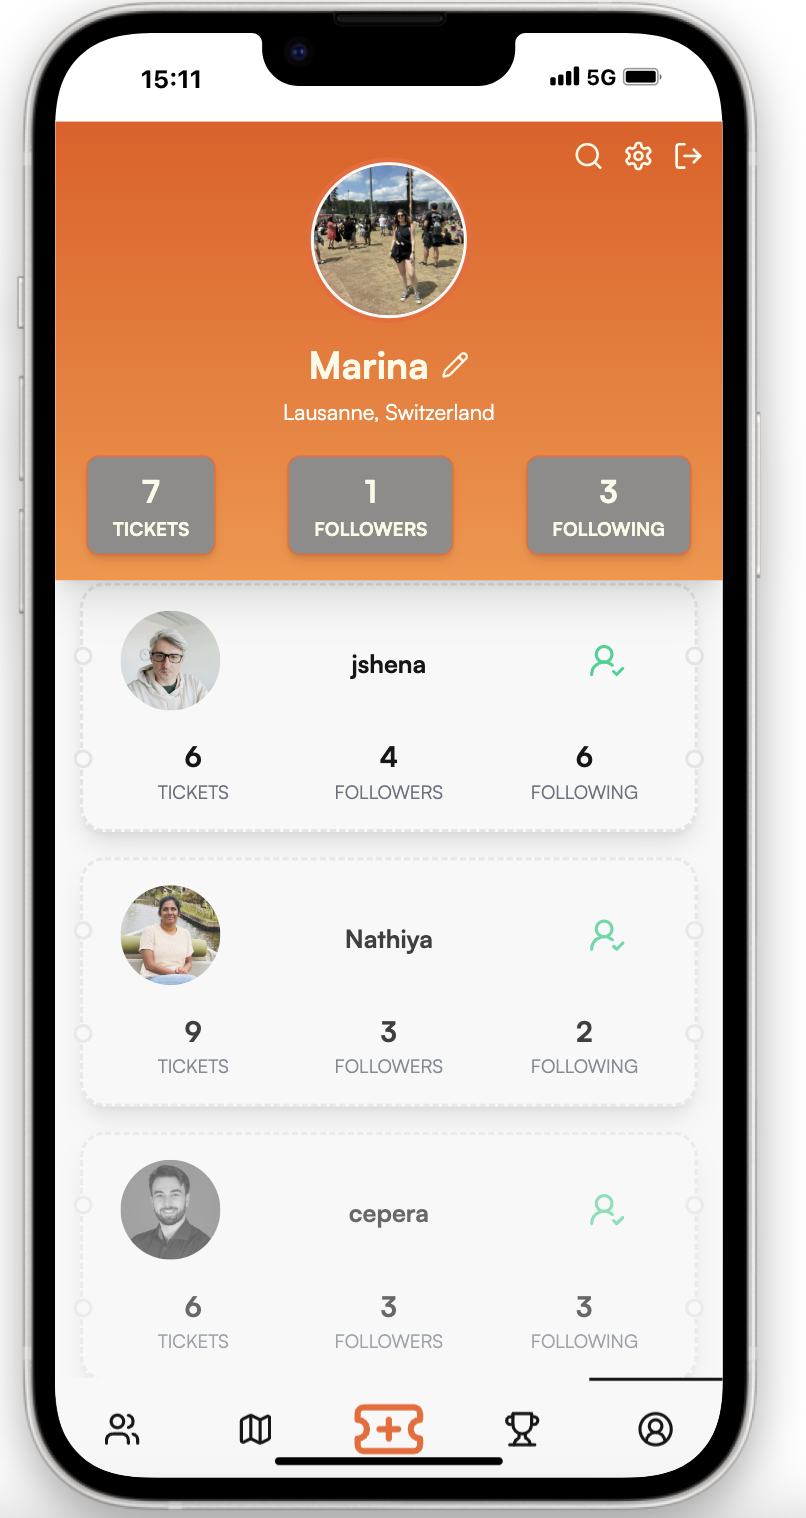 15:11 5G
Marina
Lausanne, Switzerland
7 1 3
TICKETS FOLLOWERS FOLLOWING
jshena
6 4 6
TICKETS FOLLOWERS FOLLOWING
Nathiya
9 3 2
TICKETS FOLLOWERS FOLLOWING
cepera
6 3 3
TICKETS FOLLOWERS FOLLOWING